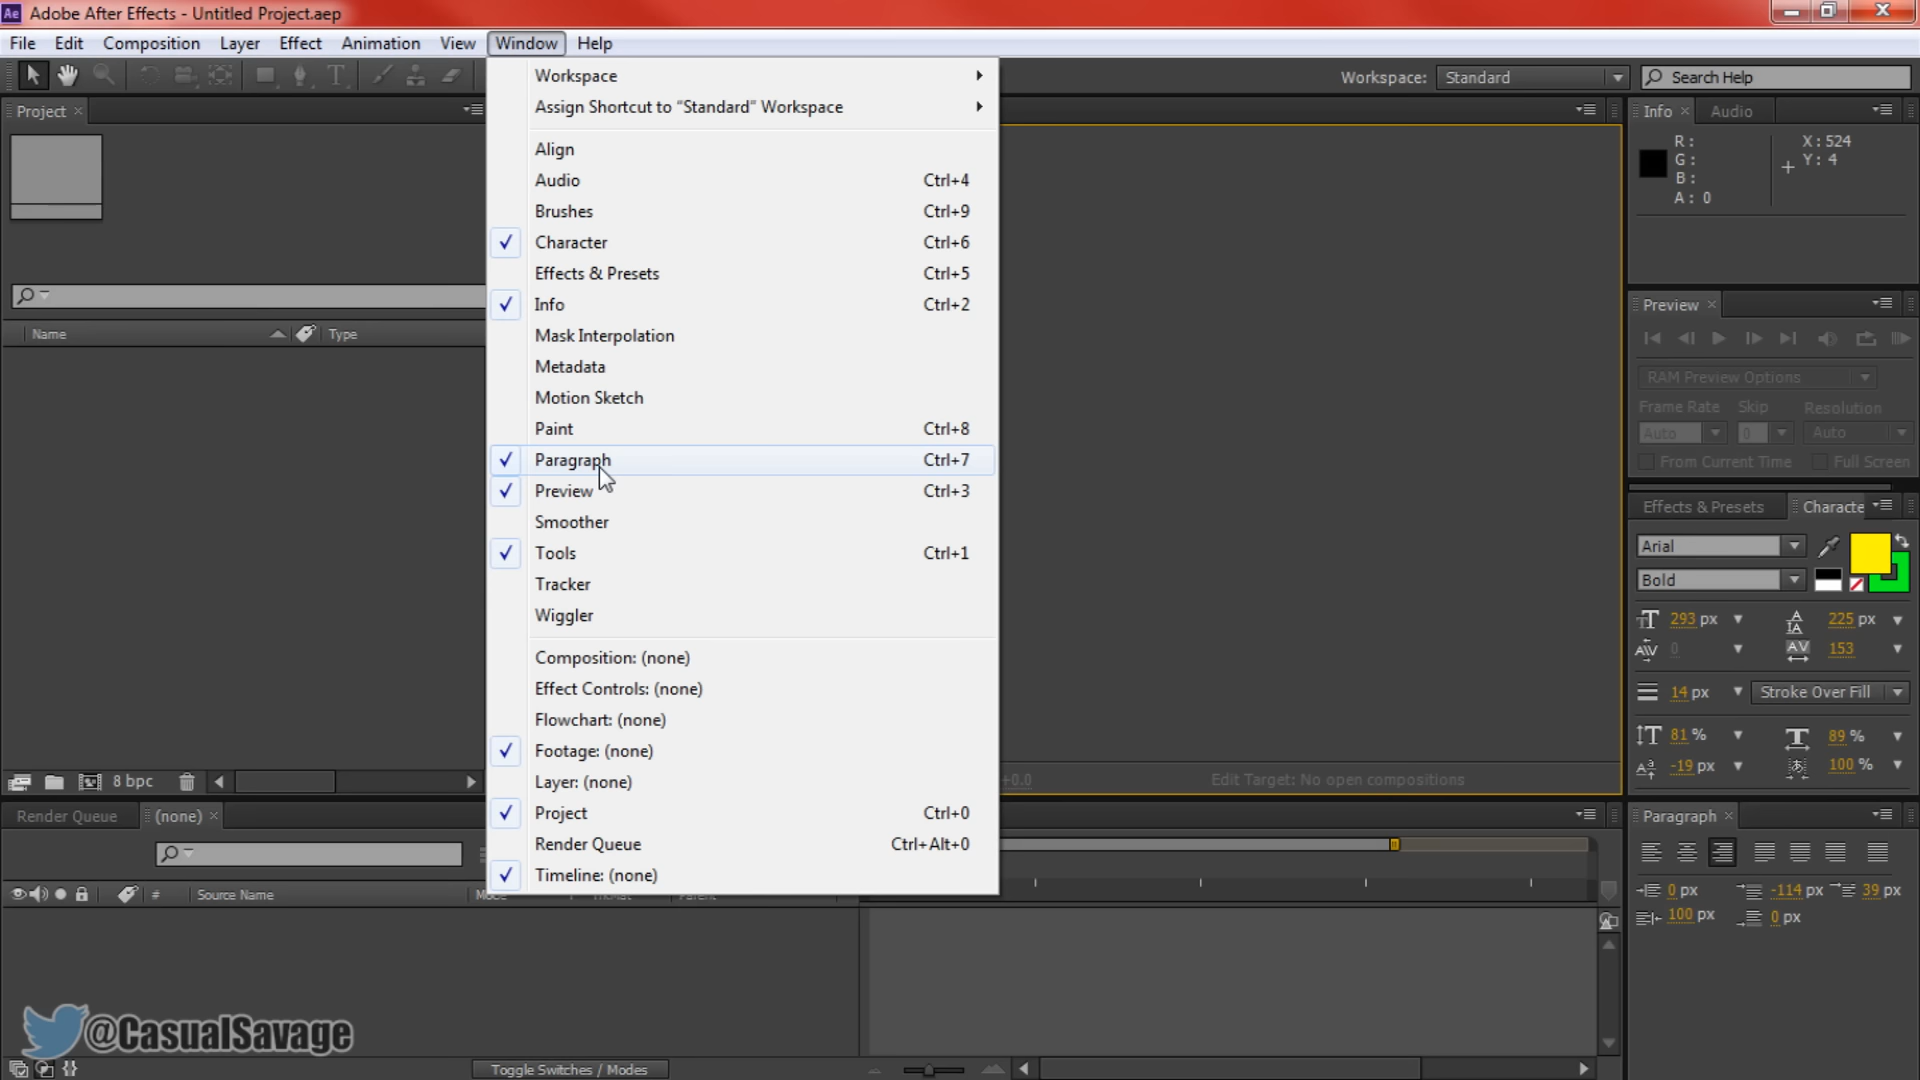 Ae Adobe After Effects - Untitled Project.aep
File Edit Composition Layer Effect Animation View Window Help
Workspace: Standard Search Help
Project
Name Type
8 bpc
Workspace
Assign Shortcut to “Standard” Workspace
Align
Audio Ctrl+4
Brushes Ctrl+9
Character Ctrl+6
Effects & Presets Ctrl+5
Info Ctrl+2
Mask Interpolation
Metadata
Motion Sketch
Paint Ctrl+8
Paragraph Ctrl+7
Preview Ctrl+3
Smoother
Tools Ctrl+1
Tracker
Wiggler
Composition: (none)
Effect Controls: (none)
Flowchart: (none)
Footage: (none)
Layer: (none)
Project Ctrl+0
Render Queue Ctrl+Alt+0
Timeline: (none)
+0.0 Edit Target: No open compositions
Info Audio
R: X: 524
G: Y: 4
B:
A: 0
Preview
RAM Preview Options
Frame Rate Skip Resolution
Auto 0 Auto
From Current Time Full Screen
Effects & Presets Characte
Arial
Bold
293 px 225 px
0 153
14 px Stroke Over Fill
81 % 89 %
-19 px 100 %
Paragraph
0 px -114 px 39 px
100 px 0 px
Render Queue (none)
# Source Name
@CasualSavage
Toggle Switches / Modes